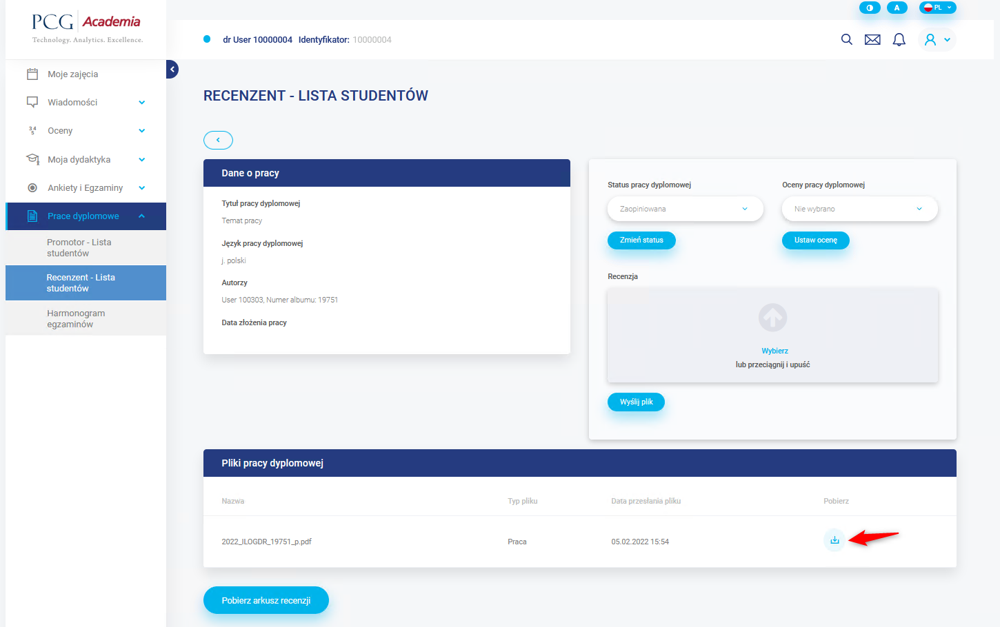 PCG Academia
Technology. Analytics. Excellence.
A
PL
dr User 10000004 Identyfikator: 10000004
Moje zajęcia
Wiadomości
3 4
5
Oceny
Moja dydaktyka
Ankiety i Egzaminy
Prace dyplomowe
Promotor - Lista
studentów
Recenzent - Lista
studentów
Harmonogram
egzaminów
RECENZENT - LISTA STUDENTÓW
Dane o pracy
Tytuł pracy dyplomowej
Temat pracy
Język pracy dyplomowej
j. polski
Autorzy
User 100303, Numer albumu: 19751
Data złożenia pracy
Status pracy dyplomowej
Zaopiniowana
Zmień status
Oceny pracy dyplomowej
Nie wybrano
Ustaw ocenę
Recenzja
Wybierz
lub przeciągnij i upuść
Wyślij plik
Pliki pracy dyplomowej
Nazwa Typ pliku Data przesłania pliku Pobierz
2022_ILOGDR_19751_p.pdf Praca 05.02.2022 15:54
Pobierz arkusz recenzji